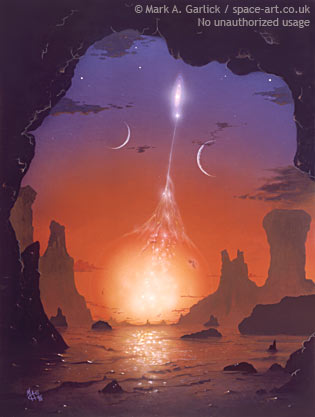 © Mark A. Garlick / space-art.co.uk
No unauthorized usage